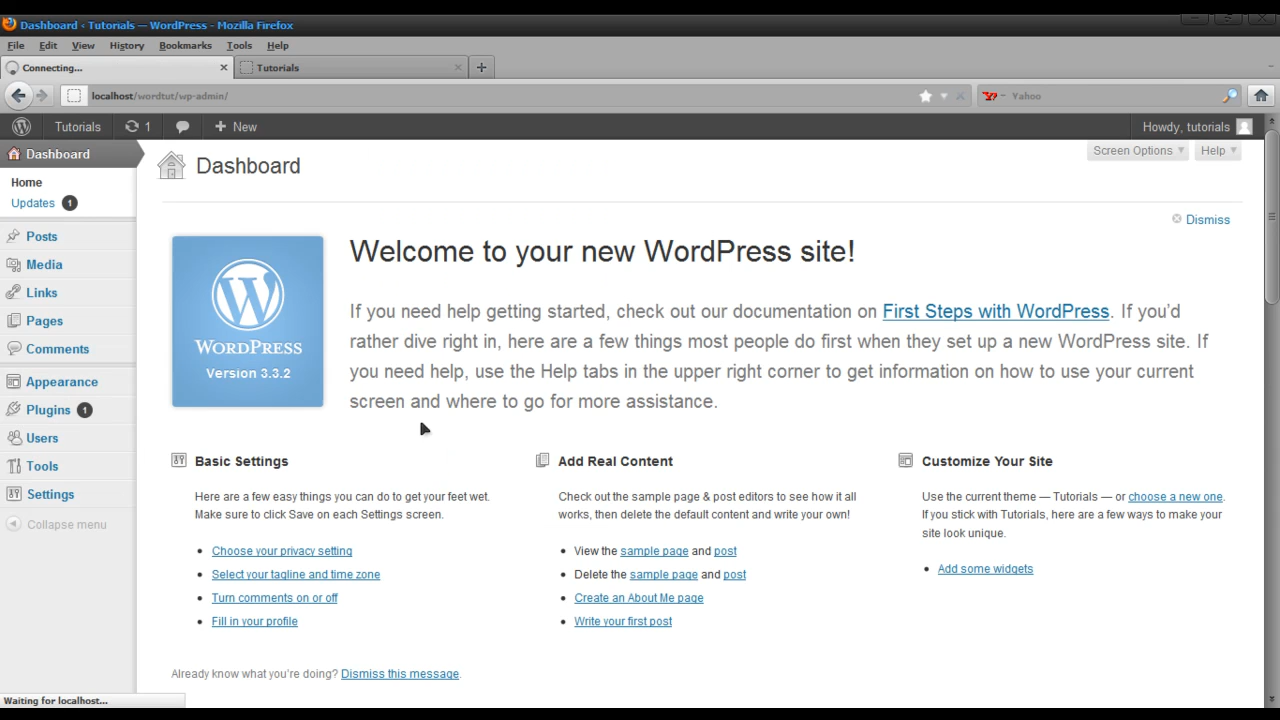 Dashboard ‹ Tutorials — WordPress - Mozilla Firefox
File Edit View History Bookmarks Tools Help
Connecting... Tutorials
localhost/wordtut/wp-admin/ Yahoo
Tutorials 1 New Howdy, tutorials
Dashboard
Home
Updates 1
Posts
Media
Links
Pages
Comments
Appearance
Plugins 1
Users
Tools
Settings
Collapse menu
Screen Options Help
Dashboard
Dismiss
WORDPRESS
Version 3.3.2
Welcome to your new WordPress site!
If you need help getting started, check out our documentation on First Steps with WordPress. If you’d
rather dive right in, here are a few things most people do first when they set up a new WordPress site. If
you need help, use the Help tabs in the upper right corner to get information on how to use your current
screen and where to go for more assistance.
Basic Settings
Here are a few easy things you can do to get your feet wet.
Make sure to click Save on each Settings screen.
Choose your privacy setting
Select your tagline and time zone
Turn comments on or off
Fill in your profile
Add Real Content
Check out the sample page & post editors to see how it all
works, then delete the default content and write your own!
View the sample page and post
Delete the sample page and post
Create an About Me page
Write your first post
Customize Your Site
Use the current theme — Tutorials — or choose a new one.
If you stick with Tutorials, here are a few ways to make your
site look unique.
Add some widgets
Already know what you’re doing? Dismiss this message.
Waiting for localhost...